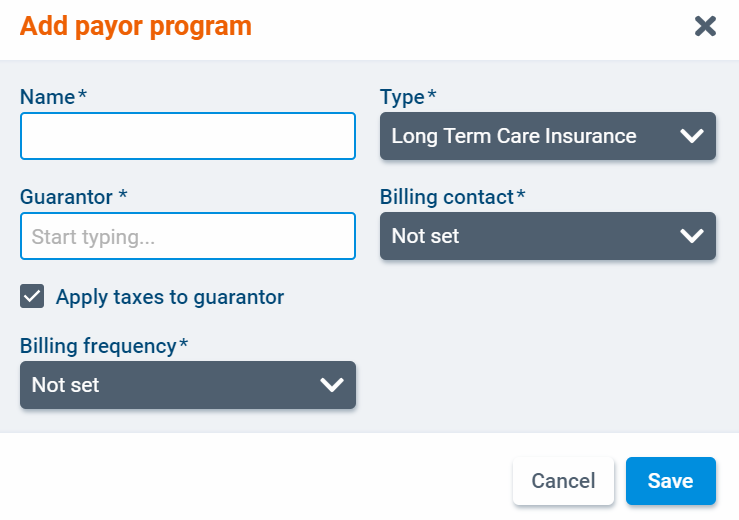 Add payor program
Name*
Type*
Long Term Care Insurance
Guarantor *
Billing contact*
Start typing...
Not set
Apply taxes to guarantor
Billing frequency*
Not set
Cancel
Save